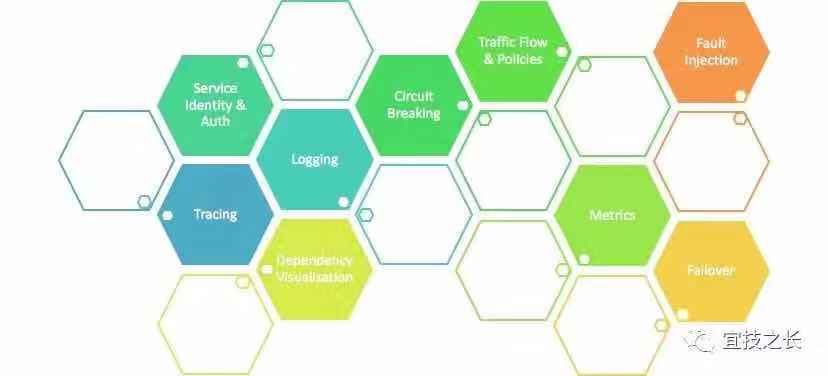 Traffic Flow
& Policies
Fault
Injection
Service
Identity &
Auth
Circuit
Breaking
Logging
Tracing
Metrics
Dependency
Visualisation
Failover
宜技之长